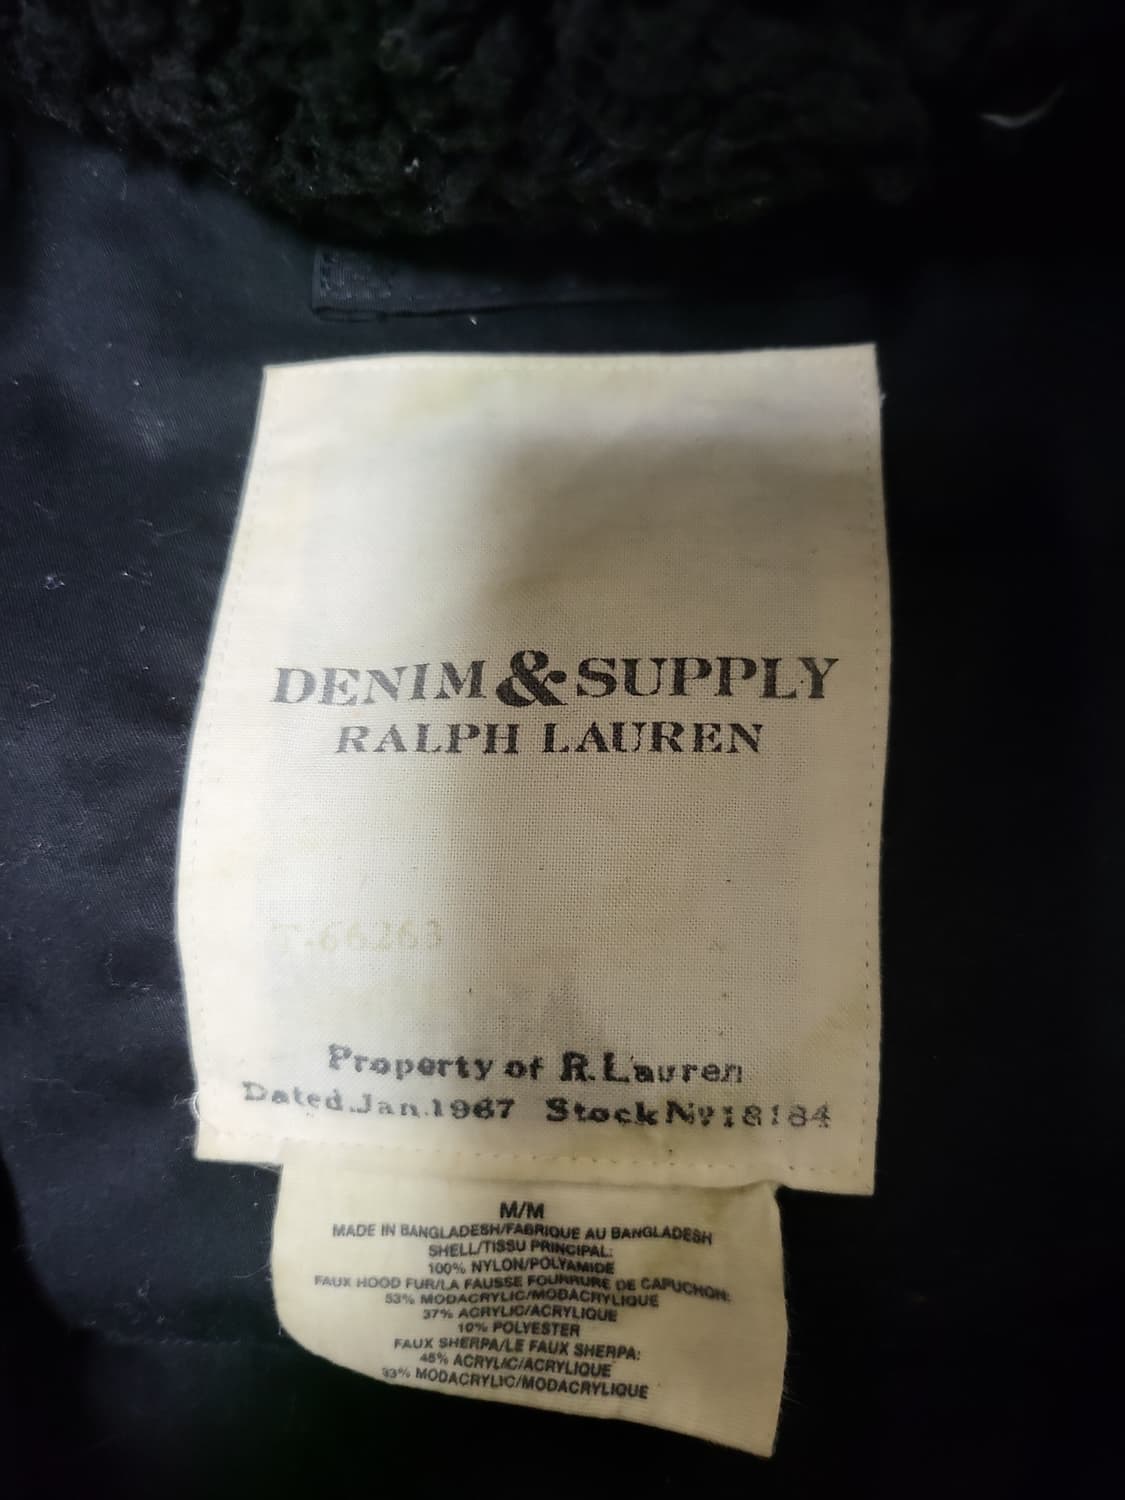 DENIM & SUPPLY
RALPH LAUREN
T-66263
Property of R. Lauren
Dated Jan. 1967 Stock Nº 18184
M/M
MADE IN BANGLADESH/FABRIQUE AU BANGLADESH
SHELL/TISSU PRINCIPAL:
100% NYLON/POLYAMIDE
FAUX HOOD FUR/LA FAUSSE FOURRURE DE CAPUCHON:
53% MODACRYLIC/MODACRYLIQUE
37% ACRYLIC/ACRYLIQUE
10% POLYESTER
FAUX SHERPA/LE FAUX SHERPA:
45% ACRYLIC/ACRYLIQUE
33% MODACRYLIC/MODACRYLIQUE